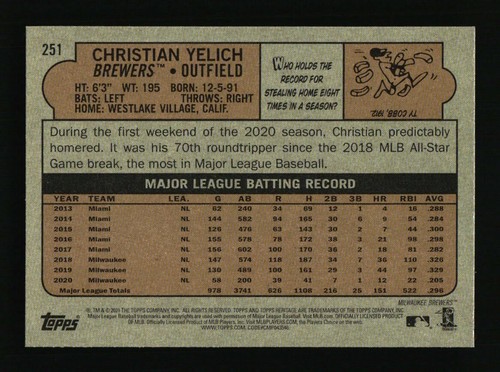 251
CHRISTIAN YELICH
BREWERS™ • OUTFIELD
HT: 6'3" WT: 195 BORN: 12-5-91
BATS: LEFT THROWS: RIGHT
HOME: WESTLAKE VILLAGE, CALIF.
WHO HOLDS THE
RECORD FOR
STEALING HOME EIGHT
TIMES IN A SEASON?
TY COBB, 1912
During the first weekend of the 2020 season, Christian predictably
homered. It was his 70th roundtripper since the 2018 MLB All-Star
Game break, the most in Major League Baseball.
MAJOR LEAGUE BATTING RECORD
YEAR TEAM LEA. G AB R H 2B 3B HR RBI AVG
2013 Miami NL 62 240 34 69 12 1 4 16 .288
2014 Miami NL 144 582 94 165 30 6 9 54 .284
2015 Miami NL 126 476 63 143 30 2 7 44 .300
2016 Miami NL 155 578 78 172 38 3 21 98 .298
2017 Miami NL 156 602 100 170 36 2 18 81 .282
2018 Milwaukee NL 147 574 118 187 34 7 36 110 .326
2019 Milwaukee NL 130 489 100 161 29 3 44 97 .329
2020 Milwaukee NL 58 200 39 41 7 1 12 22 .205
Major League Totals 978 3741 626 1108 216 25 151 522 .296
MILWAUKEE BREWERS™
TOPPS